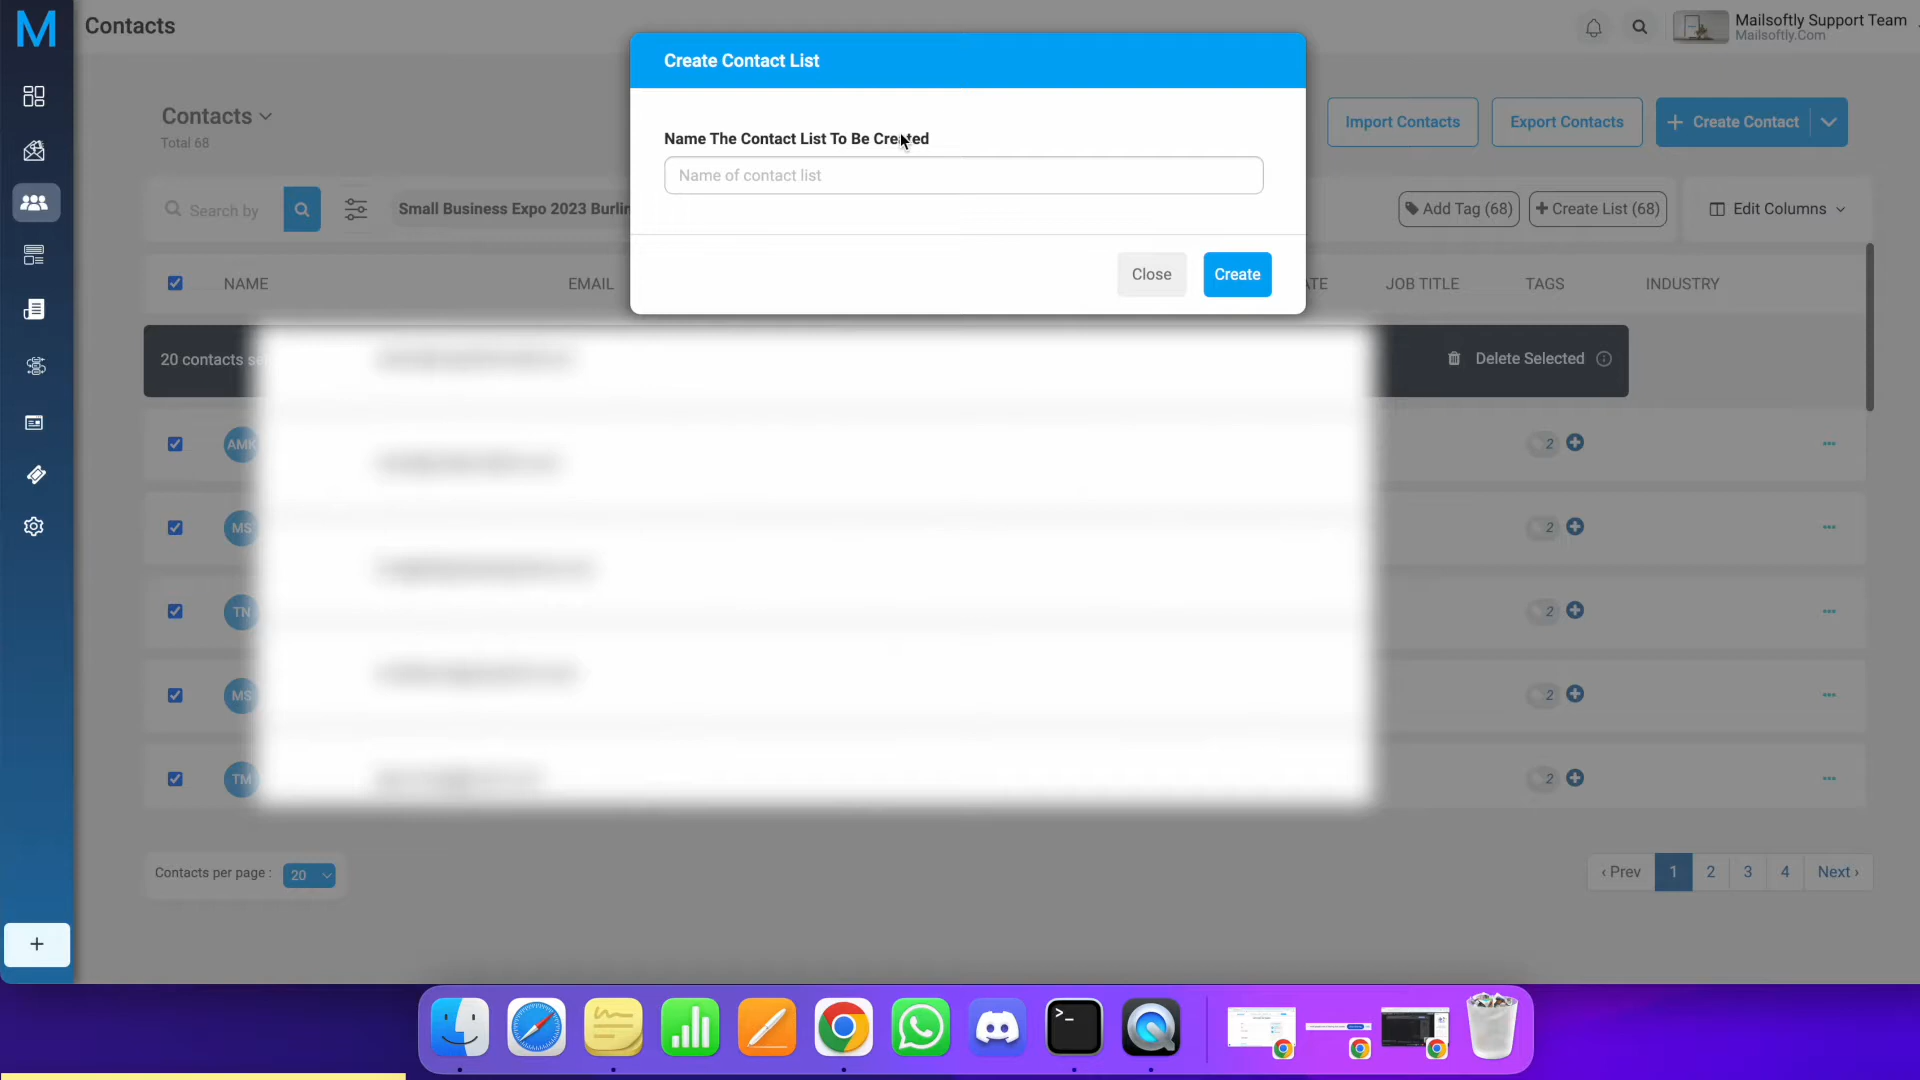 Contacts
Mailsoftly Support Team
Mailsoftly.Com
Create Contact List
Contacts
Total 68
Import Contacts
Export Contacts
+ Create Contact
Name The Contact List To Be Created
Name of contact list
Search by
Small Business Expo 2023 Burlin
Add Tag (68)
+ Create List (68)
Edit Columns
Close
Create
NAME
EMAIL
JOB TITLE
TAGS
INDUSTRY
20 contacts
Delete Selected
AMK
2
MS
2
TN
2
MS
2
TM
2
Contacts per page :
20
‹ Prev
1
2
3
4
Next ›
+